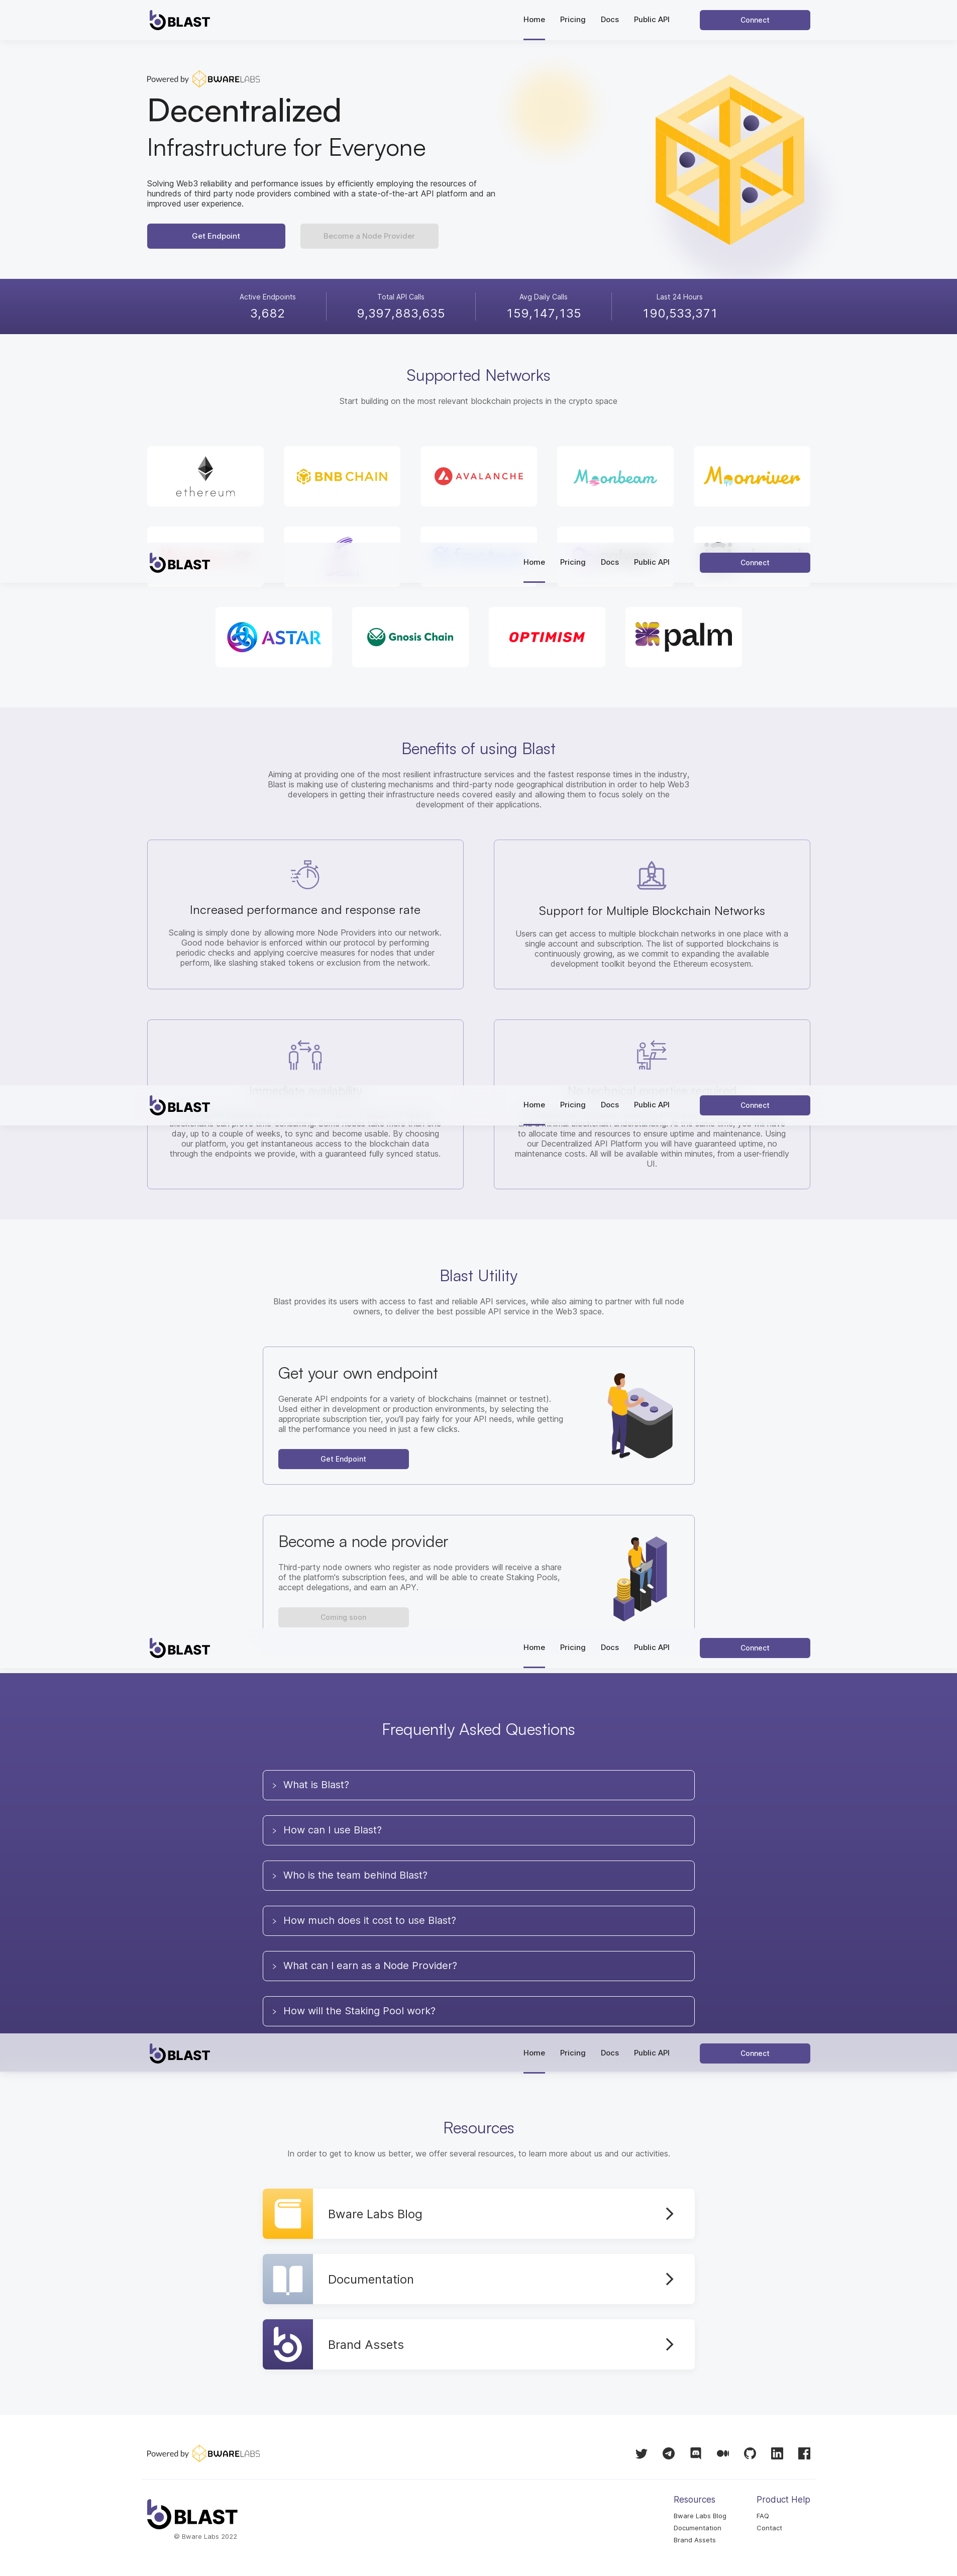 BLAST
Home Pricing Docs Public API Connect
Powered by BWARELABS
Decentralized
Infrastructure for Everyone
Solving Web3 reliability and performance issues by efficiently employing the resources of
hundreds of third party node providers combined with a state-of-the-art API platform and an
improved user experience.
Get Endpoint Become a Node Provider
Active Endpoints Total API Calls Avg Daily Calls Last 24 Hours
3,682 9,397,883,635 159,147,135 190,533,371
Supported Networks
Start building on the most relevant blockchain projects in the crypto space
ethereum BNB CHAIN AVALANCHE Moonbeam Moonriver
BLAST
Home Pricing Docs Public API Connect
ASTAR Gnosis Chain OPTIMISM palm
Benefits of using Blast
Aiming at providing one of the most resilient infrastructure services and the fastest response times in the industry,
Blast is making use of clustering mechanisms and third-party node geographical distribution in order to help Web3
developers in getting their infrastructure needs covered easily and allowing them to focus solely on the
development of their applications.
Increased performance and response rate
Scaling is simply done by allowing more Node Providers into our network.
Good node behavior is enforced within our protocol by performing
periodic checks and applying coercive measures for nodes that under
perform, like slashing staked tokens or exclusion from the network.
Support for Multiple Blockchain Networks
Users can get access to multiple blockchain networks in one place with a
single account and subscription. The list of supported blockchains is
continuously growing, as we commit to expanding the available
development toolkit beyond the Ethereum ecosystem.
Immediate availability
BLAST
Home Pricing Docs Public API Connect
day, up to a couple of weeks, to sync and become usable. By choosing
our platform, you get instantaneous access to the blockchain data
through the endpoints we provide, with a guaranteed fully synced status.
to allocate time and resources to ensure uptime and maintenance. Using
our Decentralized API Platform you will have guaranteed uptime, no
maintenance costs. All will be available within minutes, from a user-friendly
UI.
Blast Utility
Blast provides its users with access to fast and reliable API services, while also aiming to partner with full node
owners, to deliver the best possible API service in the Web3 space.
Get your own endpoint
Generate API endpoints for a variety of blockchains (mainnet or testnet).
Used either in development or production environments, by selecting the
appropriate subscription tier, you'll pay fairly for your API needs, while getting
all the performance you need in just a few clicks.
Get Endpoint
Become a node provider
Third-party node owners who register as node providers will receive a share
of the platform's subscription fees, and will be able to create Staking Pools,
accept delegations, and earn an APY.
Coming soon
BLAST
Home Pricing Docs Public API Connect
Frequently Asked Questions
> What is Blast?
> How can I use Blast?
> Who is the team behind Blast?
> How much does it cost to use Blast?
> What can I earn as a Node Provider?
> How will the Staking Pool work?
BLAST
Home Pricing Docs Public API Connect
Resources
In order to get to know us better, we offer several resources, to learn more about us and our activities.
Bware Labs Blog
Documentation
Brand Assets
Powered by BWARELABS
BLAST
© Bware Labs 2022
Resources
Bware Labs Blog
Documentation
Brand Assets
Product Help
FAQ
Contact